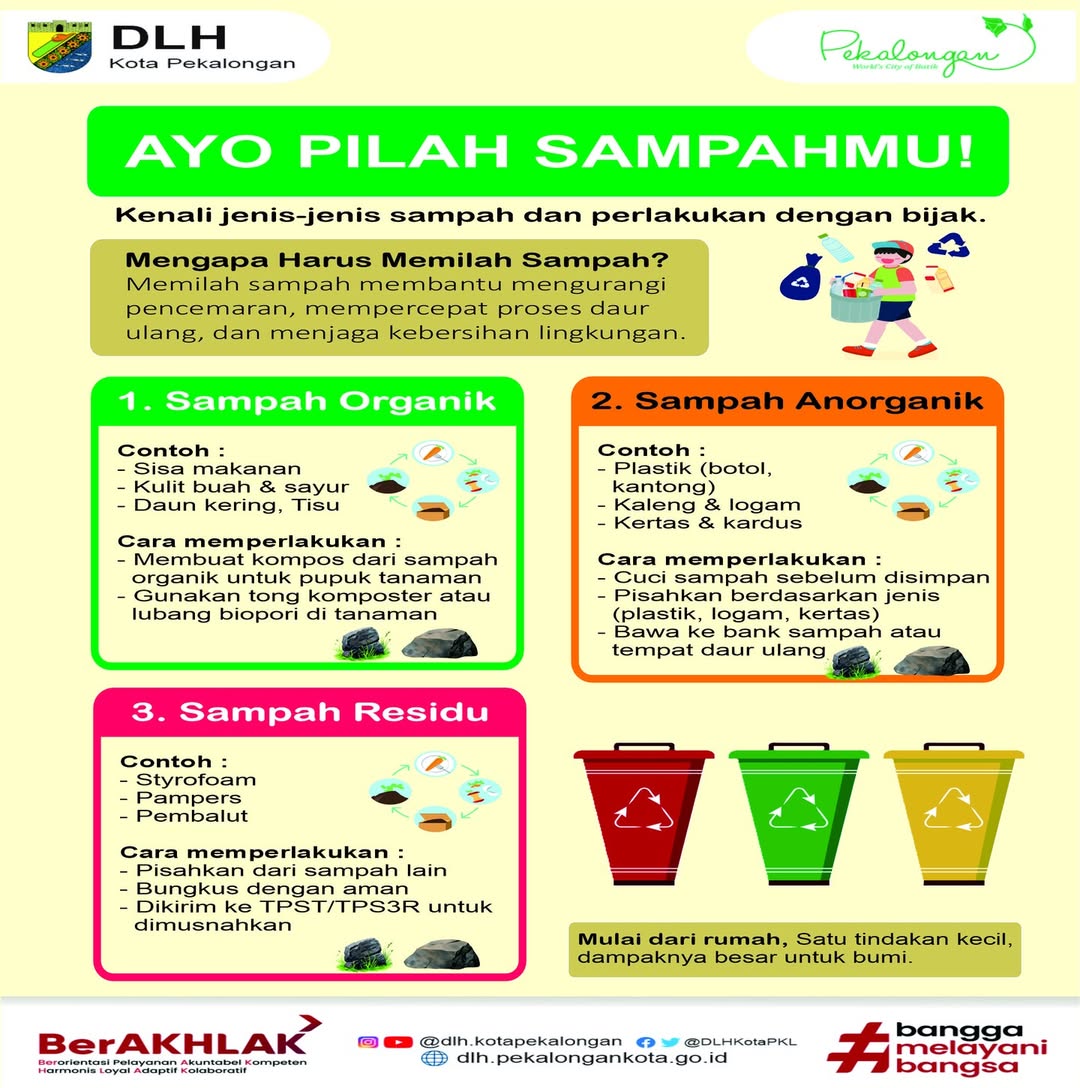 DLH
Kota Pekalongan
Pekalongan
World's City of Batik
AYO PILAH SAMPAHMU!
Kenali jenis-jenis sampah dan perlakukan dengan bijak.
Mengapa Harus Memilah Sampah?
Memilah sampah membantu mengurangi
pencemaran, mempercepat proses daur
ulang, dan menjaga kebersihan lingkungan.
1. Sampah Organik
Contoh :
- Sisa makanan
- Kulit buah & sayur
- Daun kering, Tisu
Cara memperlakukan :
- Membuat kompos dari sampah
organik untuk pupuk tanaman
- Gunakan tong komposter atau
lubang biopori di tanaman
2. Sampah Anorganik
Contoh :
- Plastik (botol,
kantong)
- Kaleng & logam
- Kertas & kardus
Cara memperlakukan :
- Cuci sampah sebelum disimpan
- Pisahkan berdasarkan jenis
(plastik, logam, kertas)
- Bawa ke bank sampah atau
tempat daur ulang
3. Sampah Residu
Contoh :
- Styrofoam
- Pampers
- Pembalut
Cara memperlakukan :
- Pisahkan dari sampah lain
- Bungkus dengan aman
- Dikirim ke TPST/TPS3R untuk
dimusnahkan
Mulai dari rumah, Satu tindakan kecil,
dampaknya besar untuk bumi.
BerAKHLAK
Berorientasi Pelayanan Akuntabel Kompeten
Harmonis Loyal Adaptif Kolaboratif
@dlh.kotapekalongan @DLHKotaPKL
dlh.pekalongankota.go.id
#bangga
melayani
bangsa